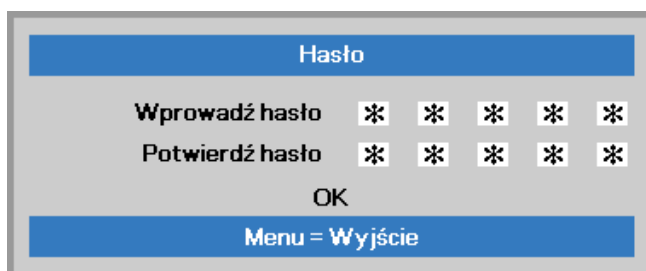 Hasło
Wprowadź hasło * * * * *
Potwierdź hasło * * * * *
OK
Menu = Wyjście